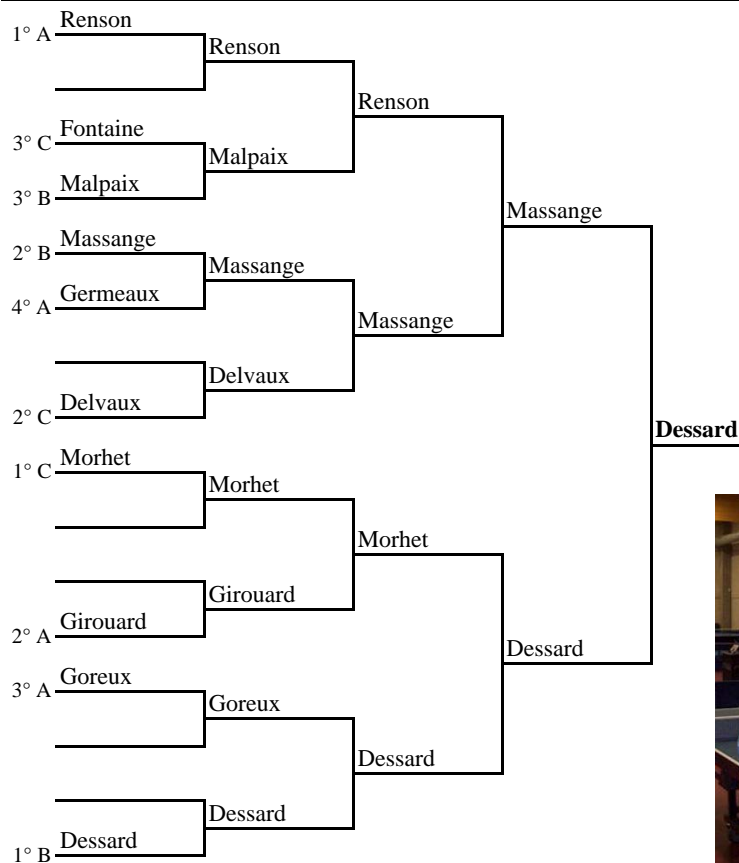 1° A Renson
Renson
Renson
3° C Fontaine
Malpaix
3° B Malpaix
Massange
2° B Massange
Massange
4° A Germeaux
Massange
Delvaux
2° C Delvaux
Dessard
1° C Morhet
Morhet
Morhet
Girouard
2° A Girouard
Dessard
3° A Goreux
Goreux
Dessard
Dessard
1° B Dessard